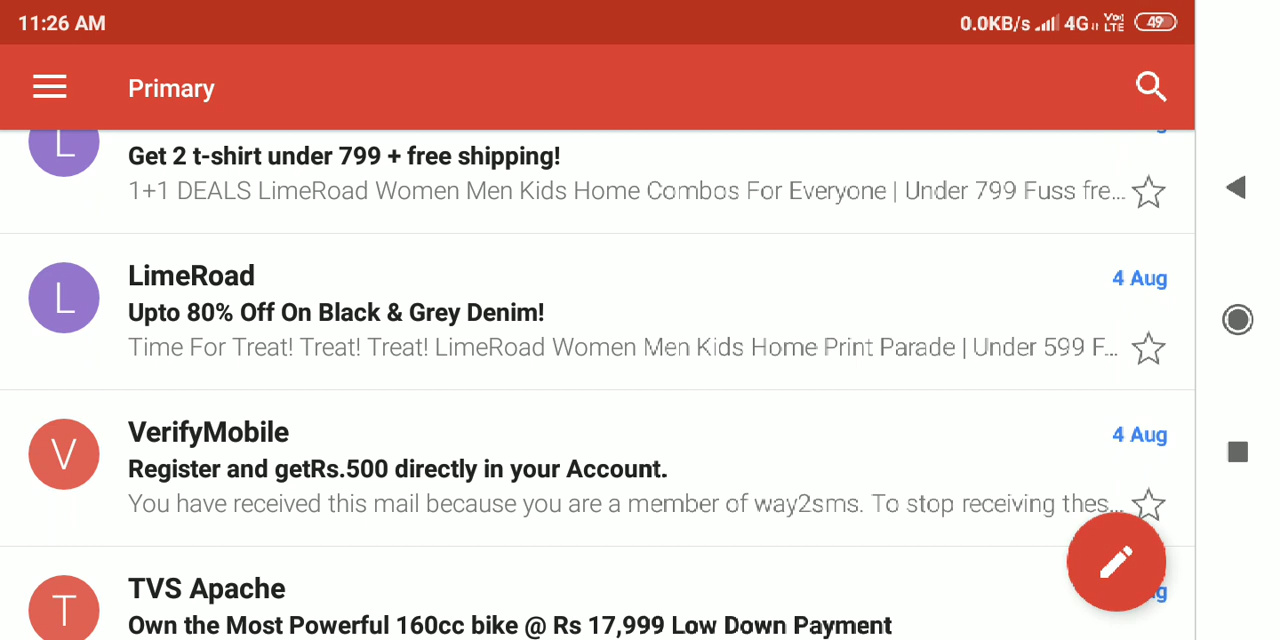 11:26 AM 0.0KB/s 4G VoLTE 49
Primary
L
Get 2 t-shirt under 799 + free shipping!
1+1 DEALS LimeRoad Women Men Kids Home Combos For Everyone | Under 799 Fuss fre...
L
LimeRoad 4 Aug
Upto 80% Off On Black & Grey Denim!
Time For Treat! Treat! Treat! LimeRoad Women Men Kids Home Print Parade | Under 599 F...
V
VerifyMobile 4 Aug
Register and getRs.500 directly in your Account.
You have received this mail because you are a member of way2sms. To stop receiving thes...
T
TVS Apache
Own the Most Powerful 160cc bike @ Rs 17,999 Low Down Payment